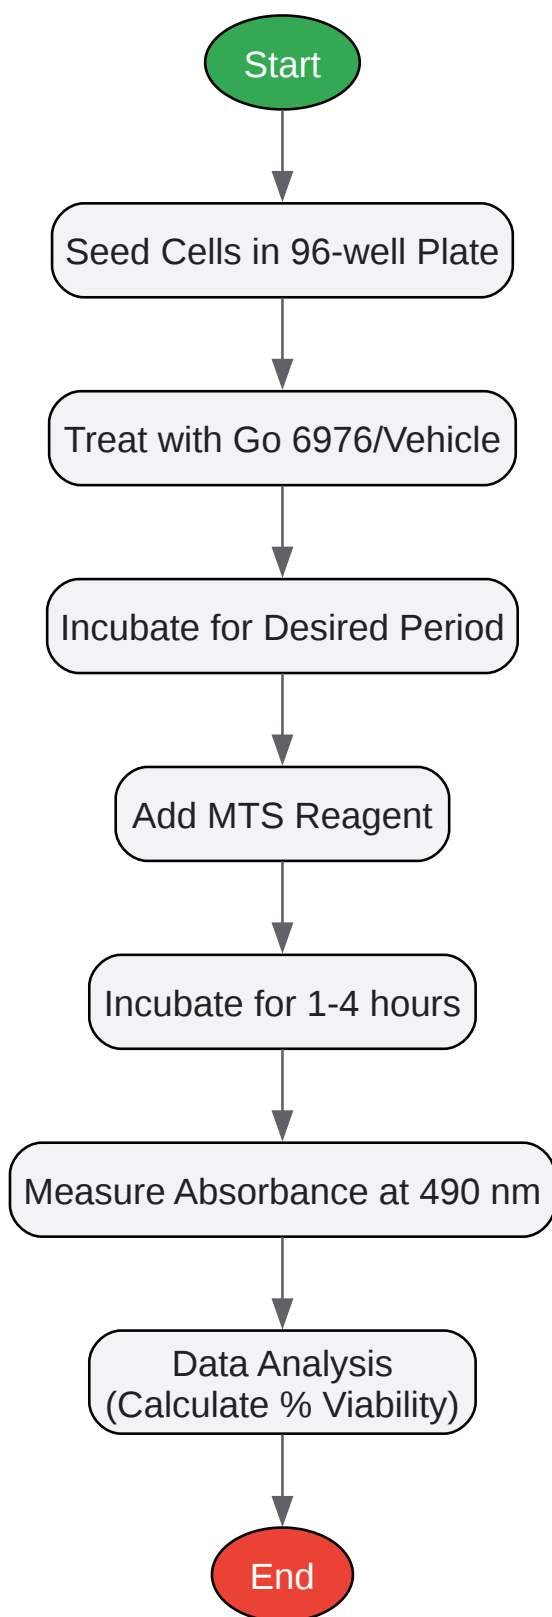 Start
Seed Cells in 96-well Plate
Treat with Go 6976/Vehicle
Incubate for Desired Period
Add MTS Reagent
Incubate for 1-4 hours
Measure Absorbance at 490 nm
Data Analysis
(Calculate % Viability)
End